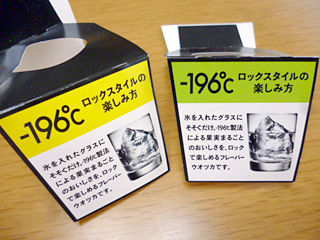 -196℃ ロックスタイルの
楽しみ方
氷を入れたグラスに
そそぐだけ。-196℃製法
による果実まるごと
のおいしさを、ロック
で楽しめるフレーバー
ウオツカです。
-196℃ ロックスタイルの
楽しみ方
氷を入れたグラスに
そそぐだけ。-196℃製法
による果実まるごと
のおいしさを、ロック
で楽しめるフレーバー
ウオツカです。